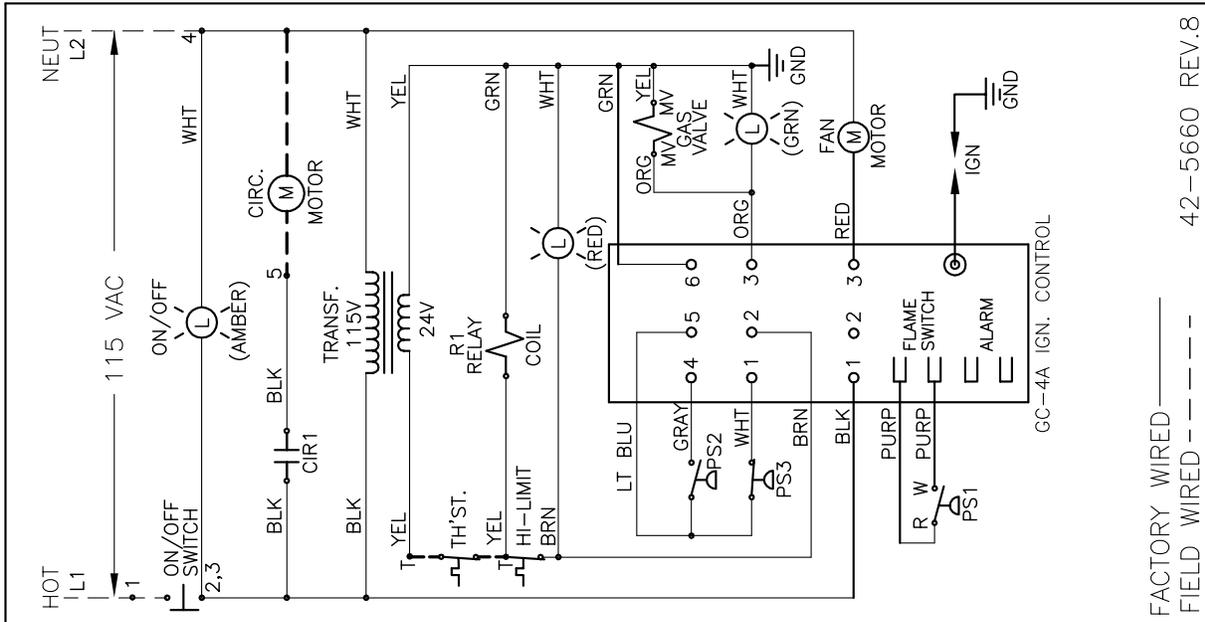 HOT NEUT
L1 L2
115 VAC
1
ON/OFF
SWITCH
2,3
ON/OFF
(AMBER)
L
WHT
4
BLK
CIR1
BLK
5
CIRC.
MOTOR
M
BLK
TRANSF.
115V
24V
WHT
YEL
YEL
T
TH'ST.
YEL
T
HI-LIMIT
BRN
R1
RELAY
COIL
GRN
L
(RED)
WHT
GRN
LT BLU
GRAY
PS2
WHT
PS3
BRN
BLK
4 5 6
1 2 3
1 2 3
ORG
MV
GAS
VALVE
MV
YEL
ORG
L
(GRN)
WHT
GND
RED
FAN
MOTOR
M
PURP
PURP
R W
PS1
FLAME
SWITCH
ALARM
IGN
GND
GC-4A IGN. CONTROL
FACTORY WIRED
FIELD WIRED
42-5660 REV.8